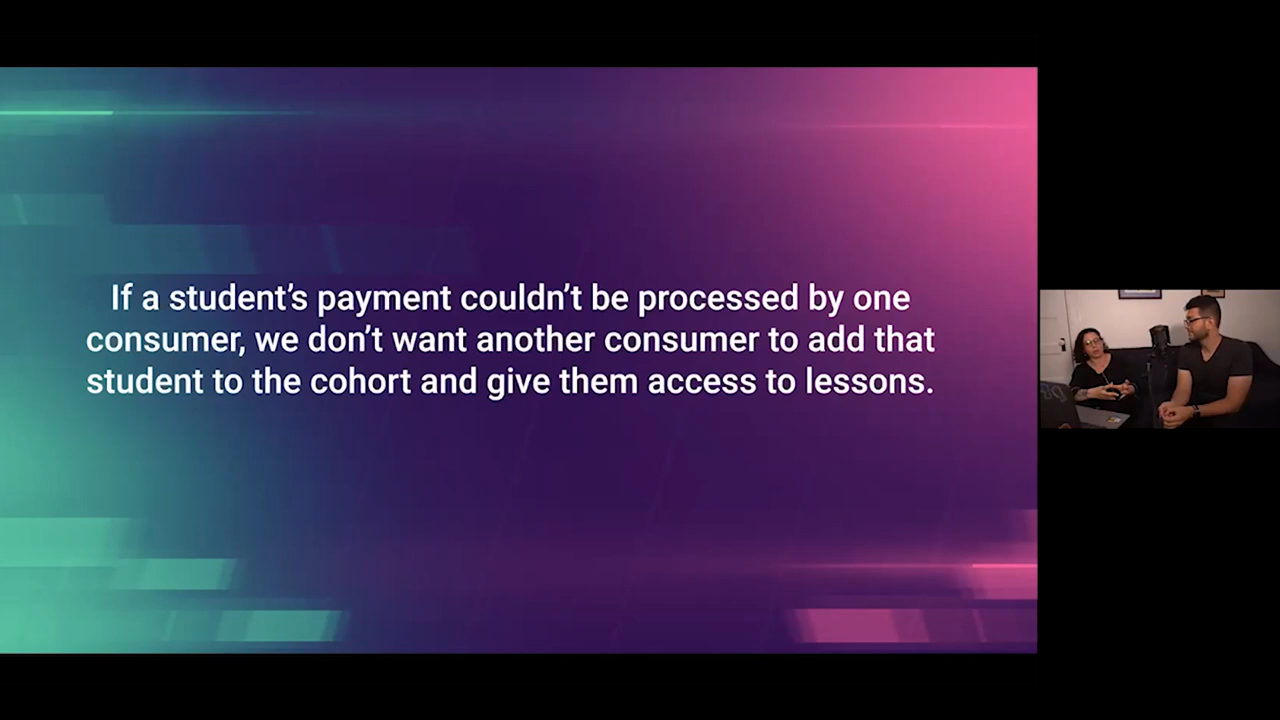 If a student’s payment couldn’t be processed by one
consumer, we don’t want another consumer to add that
student to the cohort and give them access to lessons.